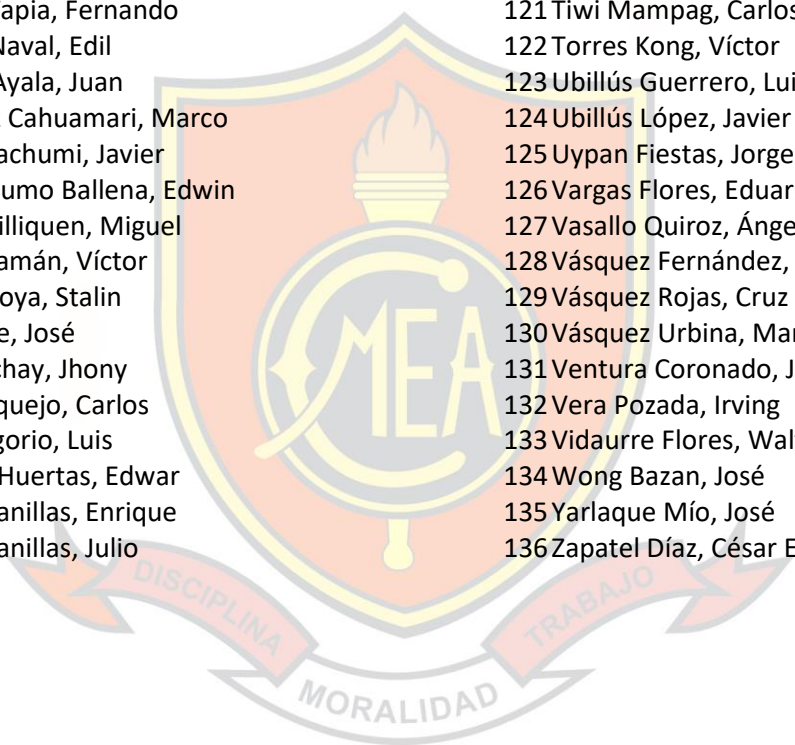 apia, Fernando
Naval, Edil
Ayala, Juan
Cahuamari, Marco
achumi, Javier
umo Ballena, Edwin
illiquen, Miguel
amán, Víctor
oya, Stalin
e, José
chay, Jhony
quejo, Carlos
gorio, Luis
Huertas, Edwar
anillas, Enrique
anillas, Julio
121 Tiwi Mampag, Carlos
122 Torres Kong, Víctor
123 Ubillús Guerrero, Lui
124 Ubillús López, Javier
125 Uypan Fiestas, Jorge
126 Vargas Flores, Eduar
127 Vasallo Quiroz, Ánge
128 Vásquez Fernández,
129 Vásquez Rojas, Cruz
130 Vásquez Urbina, Mar
131 Ventura Coronado, J
132 Vera Pozada, Irving
133 Vidaurre Flores, Wal
134 Wong Bazan, José
135 Yarlaque Mío, José
136 Zapatel Díaz, César E
CMEA
DISCIPLINA
MORALIDAD
TRABAJO